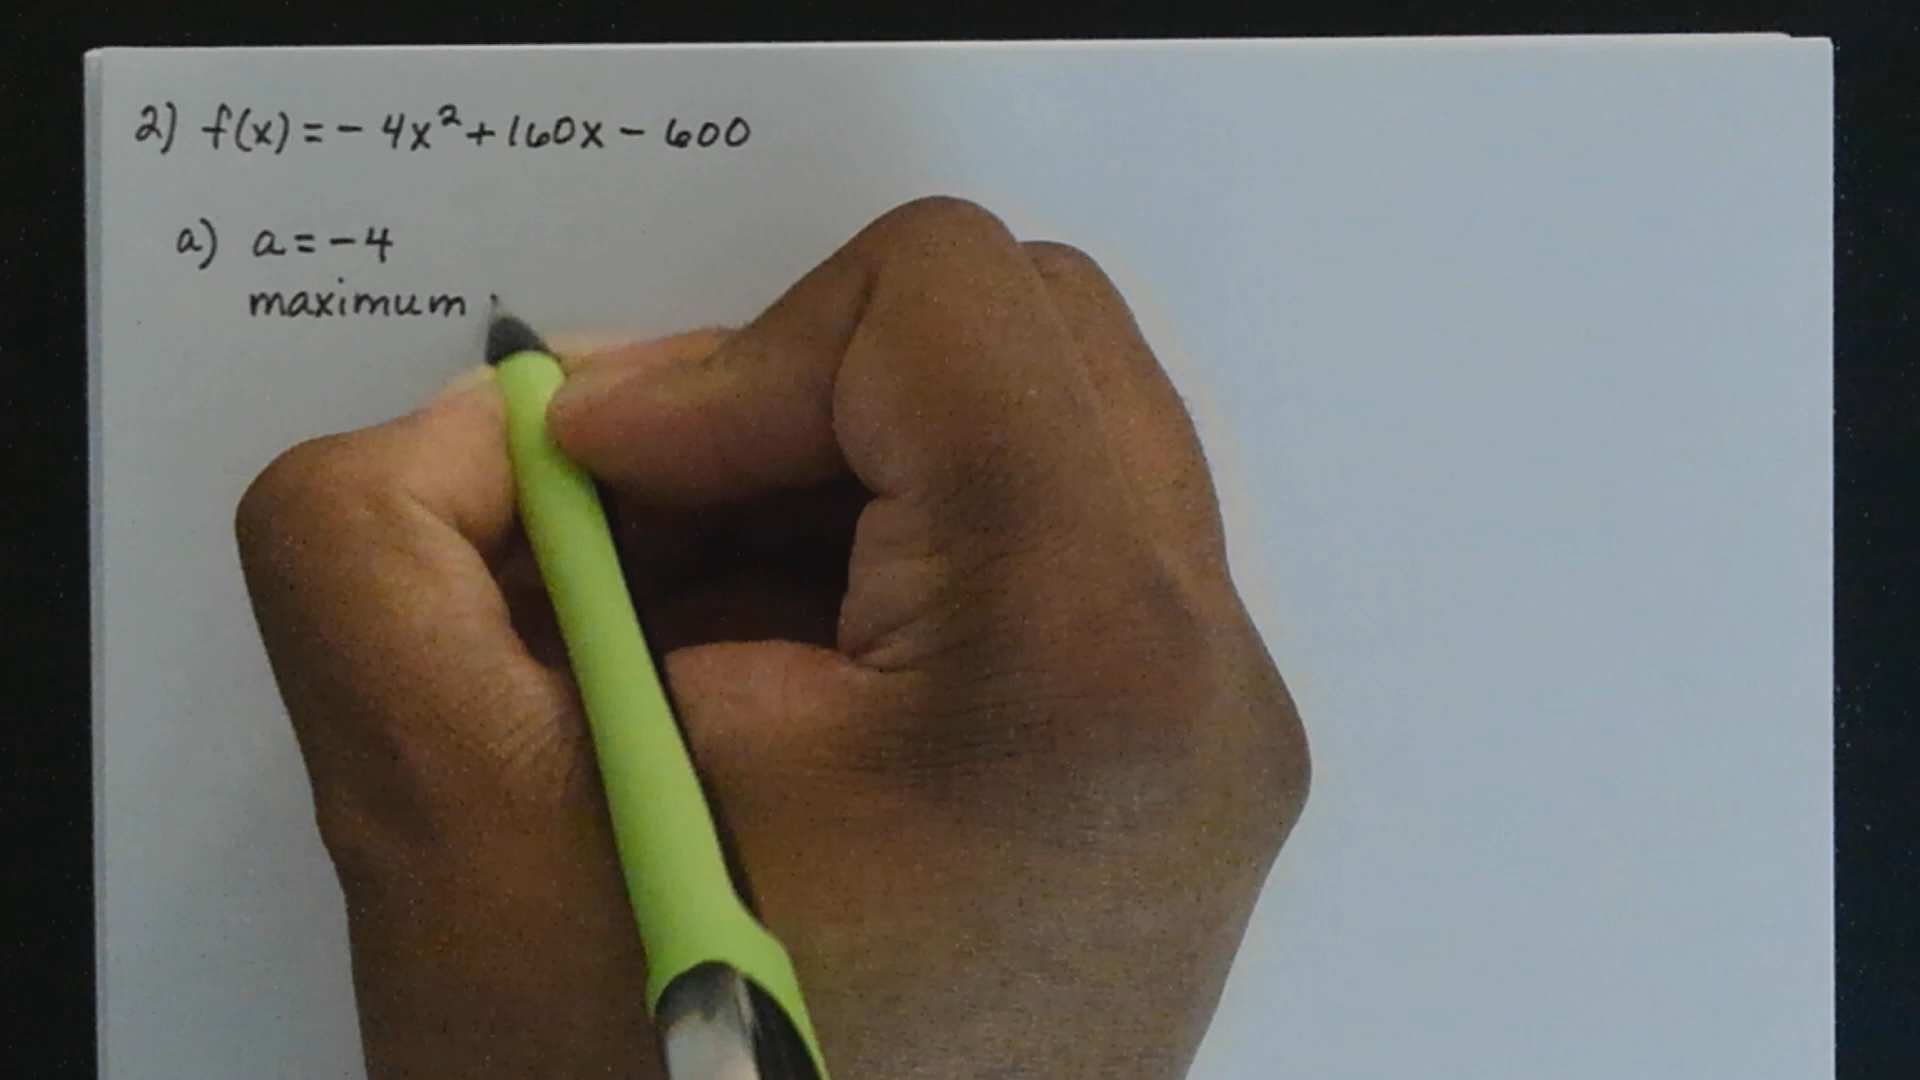 2) f(x) = - 4x² + 160x - 600
a) a = - 4
maximum